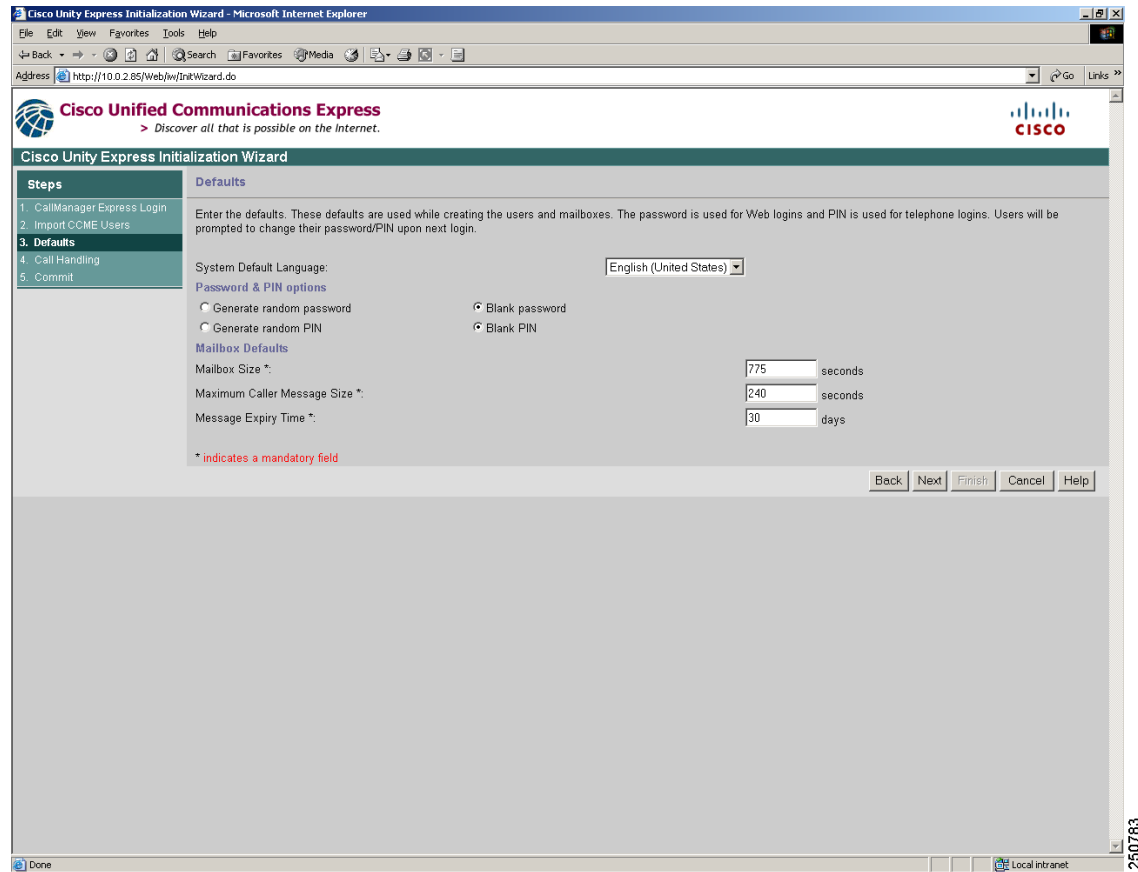 Cisco Unity Express Initialization Wizard - Microsoft Internet Explorer
File Edit View Favorites Tools Help
Back Search Favorites Media
Address http://10.0.2.85/Web/iw/InitWizard.do Go Links »
Cisco Unified Communications Express
> Discover all that is possible on the Internet.
CISCO
Cisco Unity Express Initialization Wizard
Steps
1. CallManager Express Login
2. Import CCME Users
3. Defaults
4. Call Handling
5. Commit
Defaults
Enter the defaults. These defaults are used while creating the users and mailboxes. The password is used for Web logins and PIN is used for telephone logins. Users will be
prompted to change their password/PIN upon next login.
System Default Language: English (United States)
Password & PIN options
Generate random password Blank password
Generate random PIN Blank PIN
Mailbox Defaults
Mailbox Size *: 775 seconds
Maximum Caller Message Size *: 240 seconds
Message Expiry Time *: 30 days
* indicates a mandatory field
Back Next Finish Cancel Help
Done Local intranet
250783